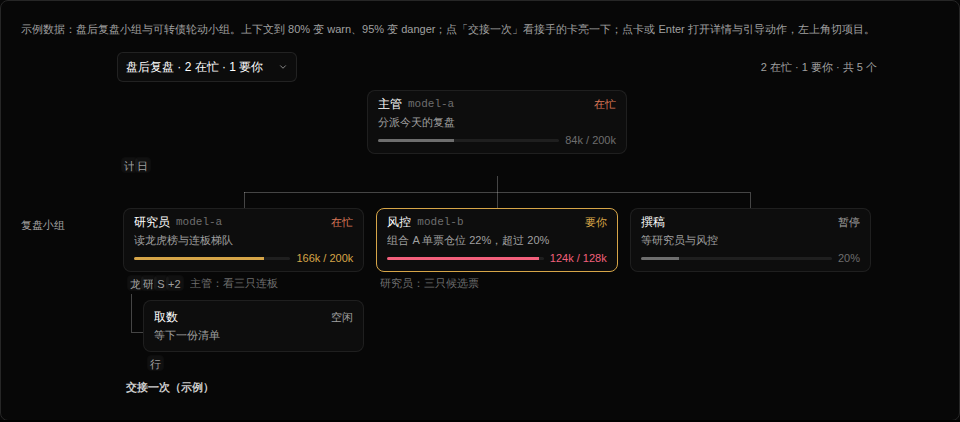 示例数据：盘后复盘小组与可转债轮动小组。上下文到 80% 变 warn、95% 变 danger；点「交接一次」看接手的卡亮一下；点卡或 Enter 打开详情与引导动作，左上角切项目。
盘后复盘 · 2 在忙 · 1 要你
2 在忙 · 1 要你 · 共 5 个
主管 model-a 在忙
分派今天的复盘
84k / 200k
计 日
复盘小组
研究员 model-a 在忙
读龙虎榜与连板梯队
166k / 200k
风控 model-b 要你
组合 A 单票仓位 22%，超过 20%
124k / 128k
撰稿 暂停
等研究员与风控
20%
龙 研 S +2 主管：看三只连板
研究员：三只候选票
取数 空闲
等下一份清单
行
交接一次（示例）